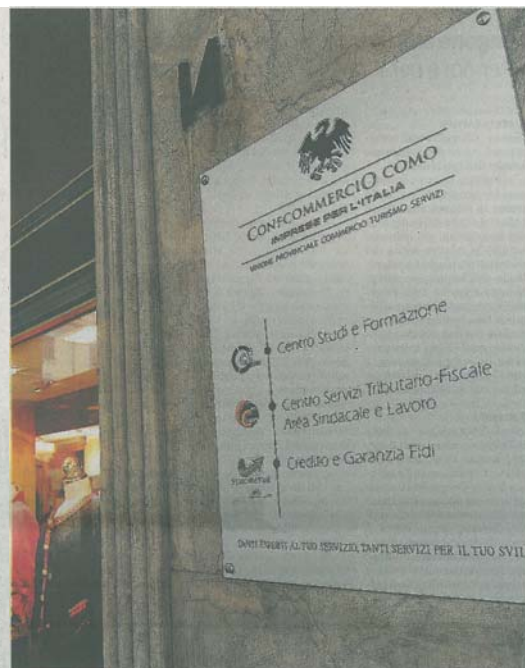 CONFCOMMERCIO COMO
IMPRESE PER L'ITALIA
UNIONE PROVINCIALE COMMERCIO TURISMO SERVIZI
Centro Studi e Formazione
Centro Servizi Tributario-Fiscale
Area Sindacale e Lavoro
Credito e Garanzia Fidi
TANTI ESPERTI AL TUO SERVIZIO, TANTI SERVIZI PER IL TUO SVIL